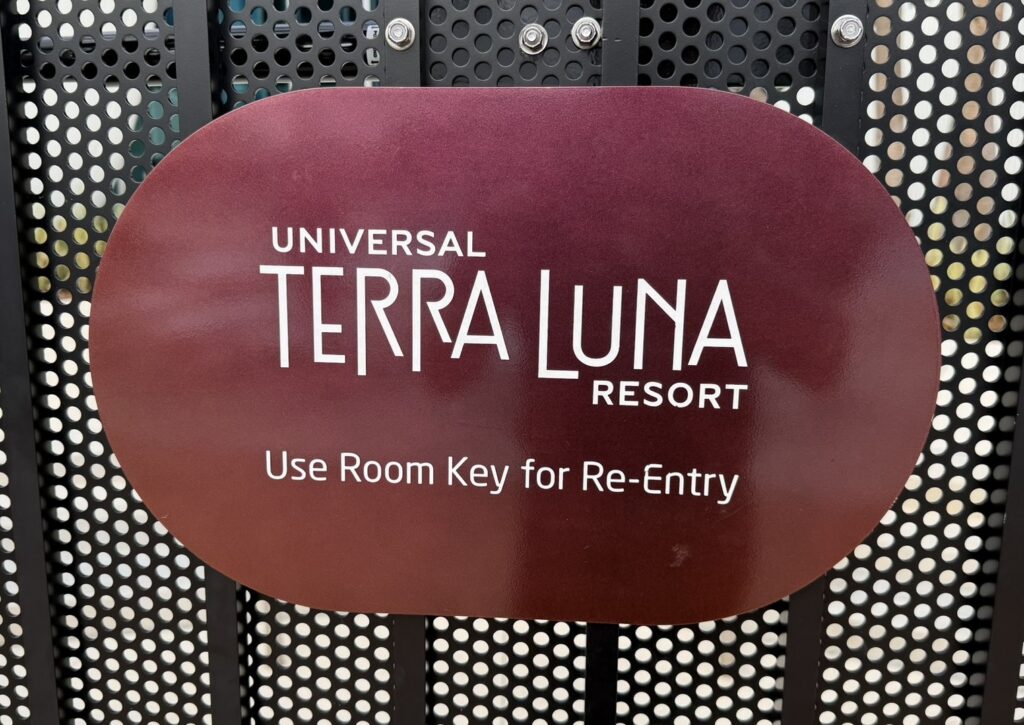 UNIVERSAL
TERRA LUNA
RESORT
Use Room Key for Re-Entry